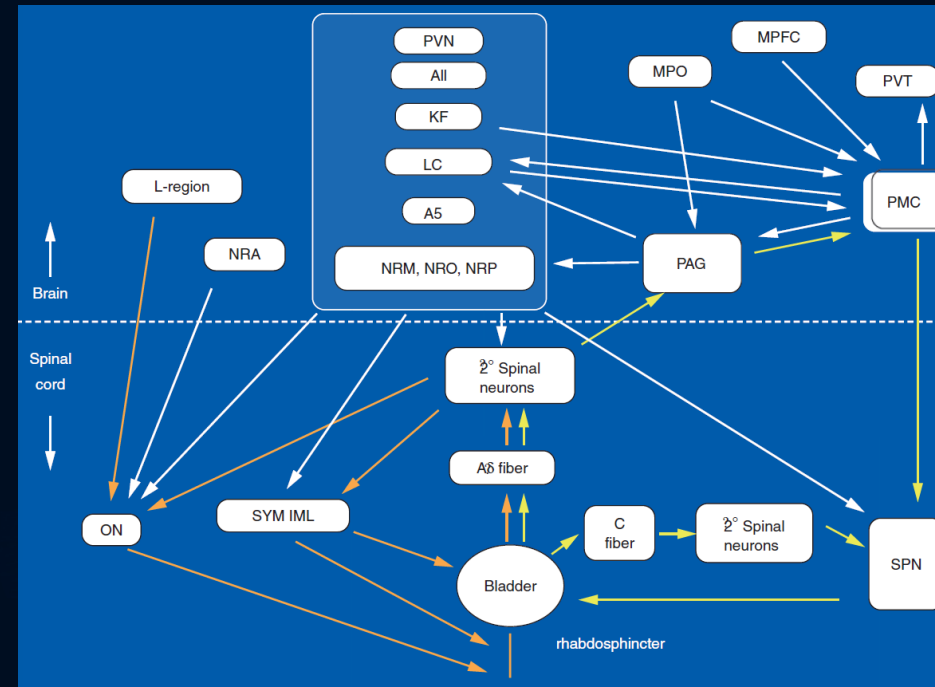 PVN
All
KF
LC
A5
NRM, NRO, NRP
MPO
MPFC
PVT
PMC
PAG
L-region
NRA
Brain
Spinal
cord
2° Spinal
neurons
Aδ fiber
ON
SYM IML
Bladder
C
fiber
2° Spinal
neurons
SPN
rhabdosphincter